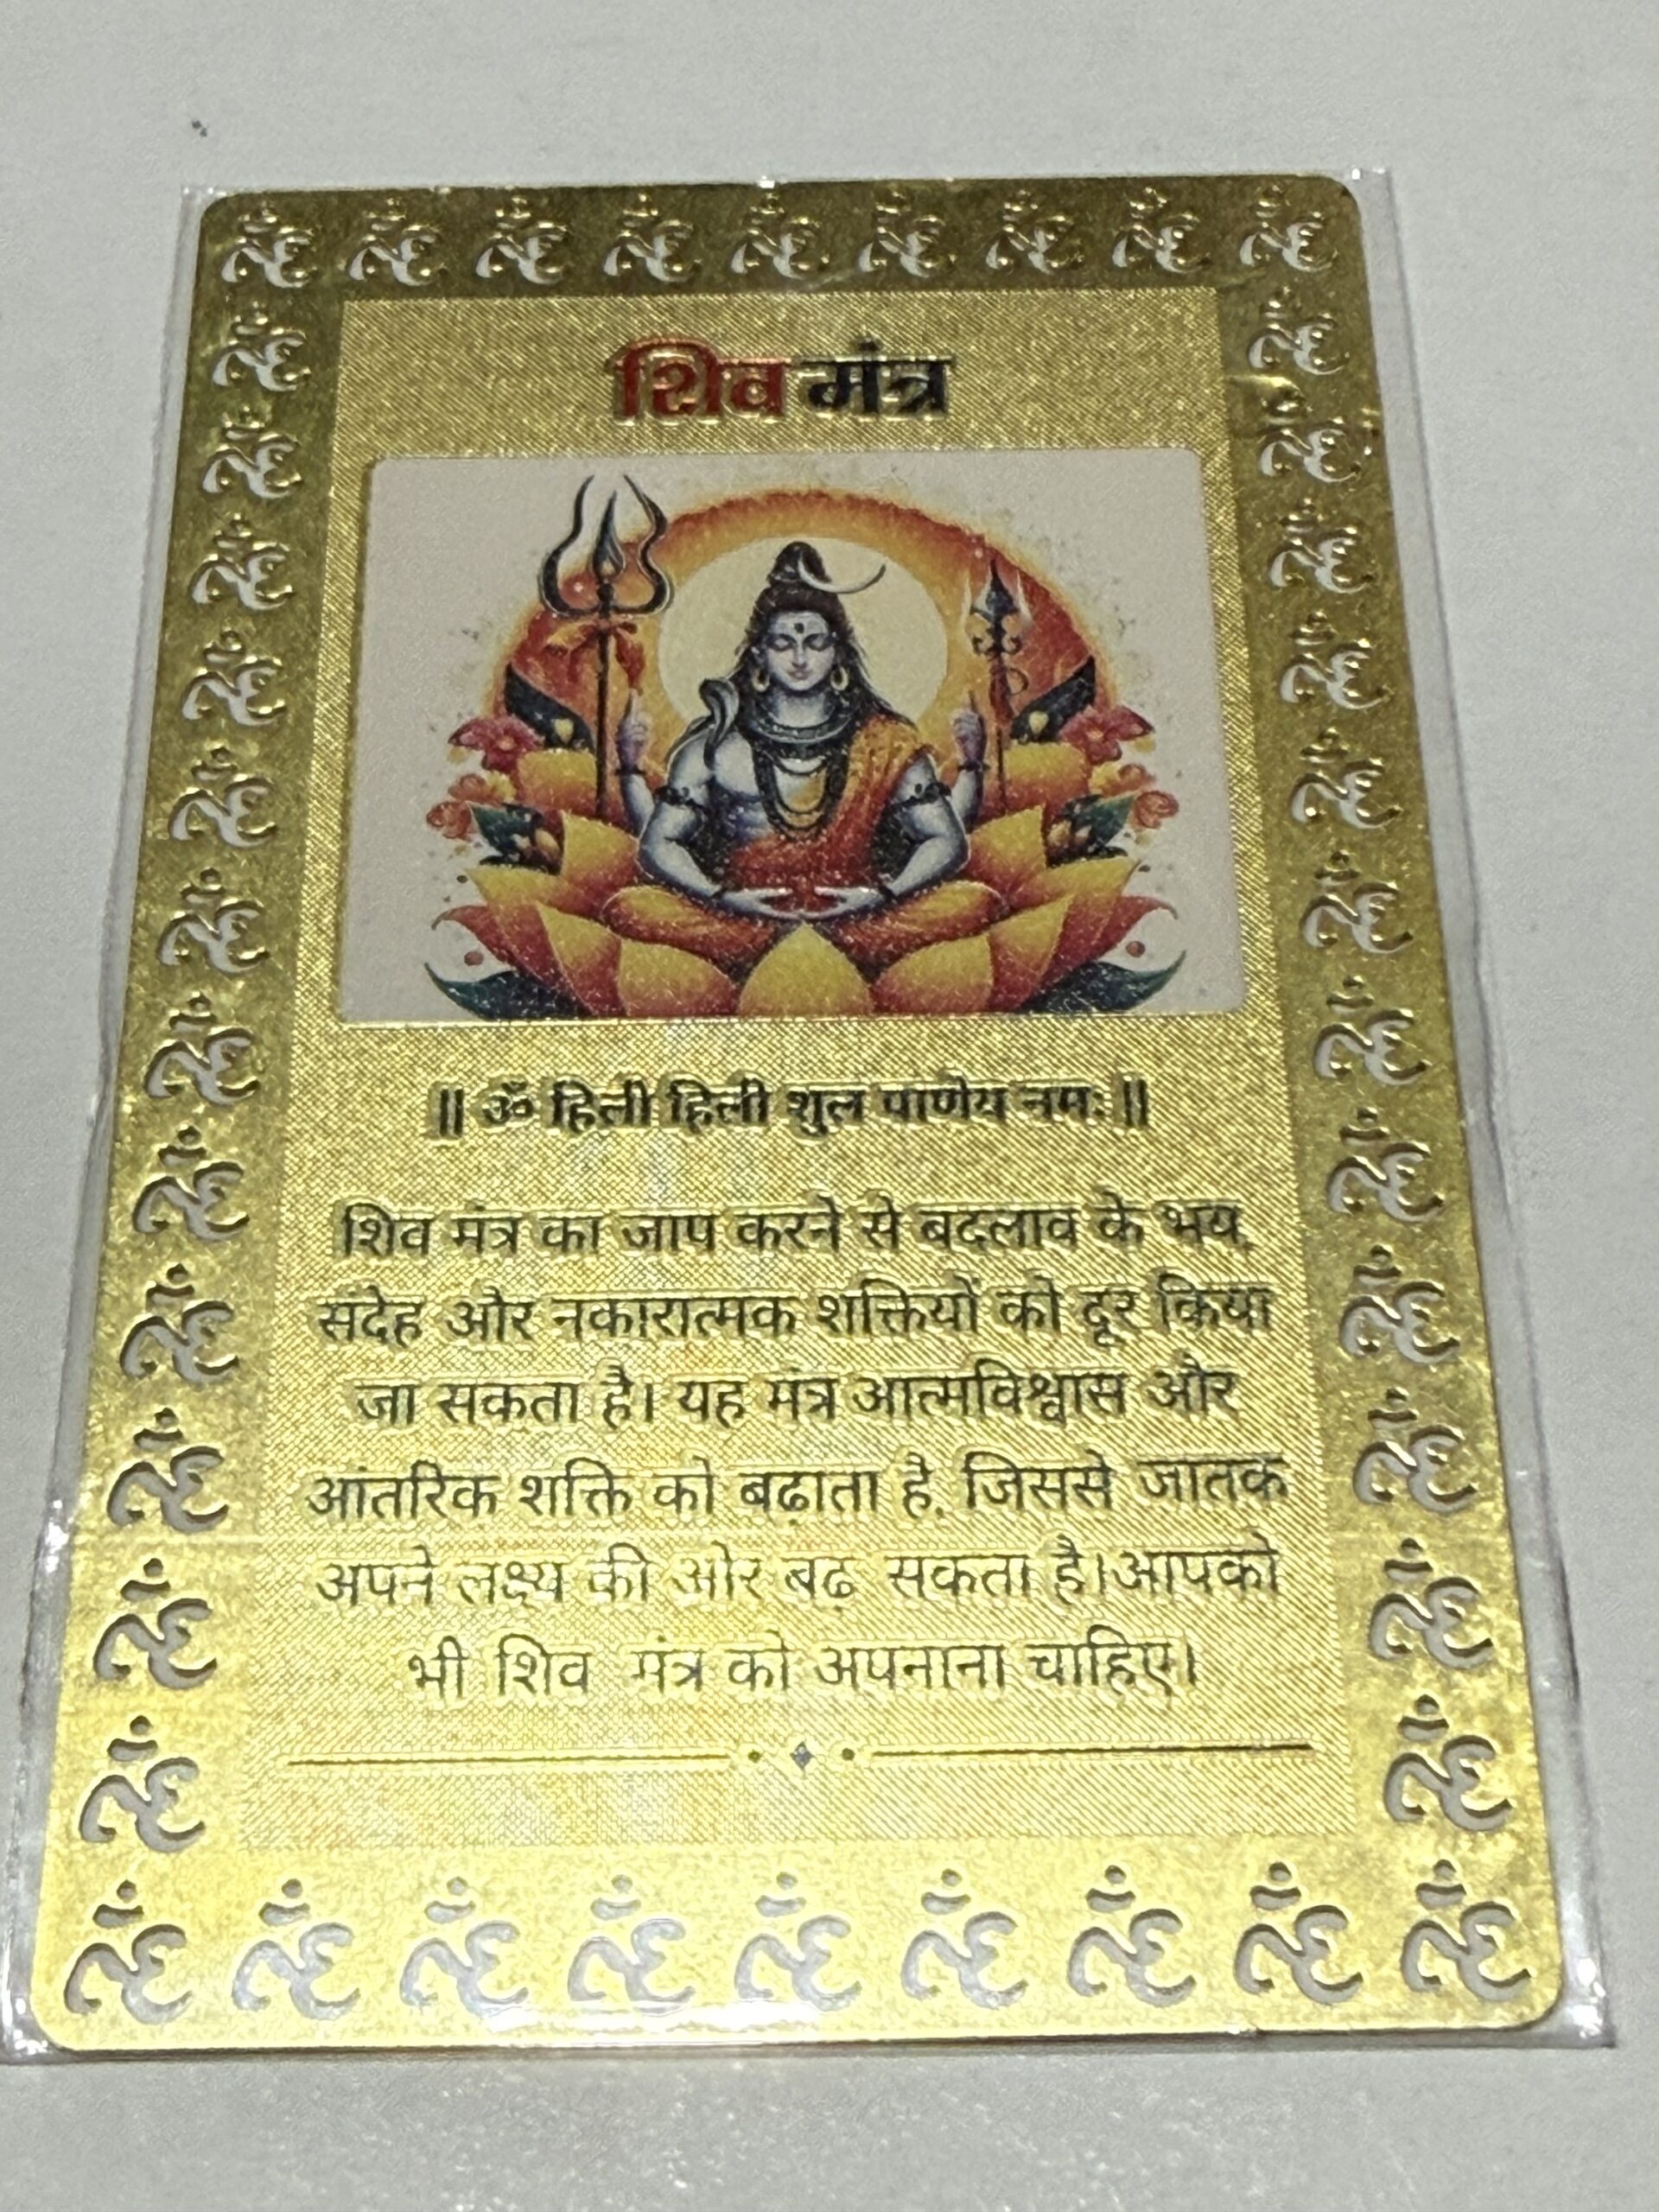 शिव मंत्र
|| ॐ हिली हिली शुल पाणेय नमः ||
शिव मंत्र का जाप करने से बदलाव के भय,
संदेह और नकारात्मक शक्तियों को दूर किया
जा सकता है। यह मंत्र आत्मविश्वास और
आंतरिक शक्ति को बढ़ाता है, जिससे जातक
अपने लक्ष्य की ओर बढ़ सकता है।आपको
भी शिव मंत्र को अपनाना चाहिए।